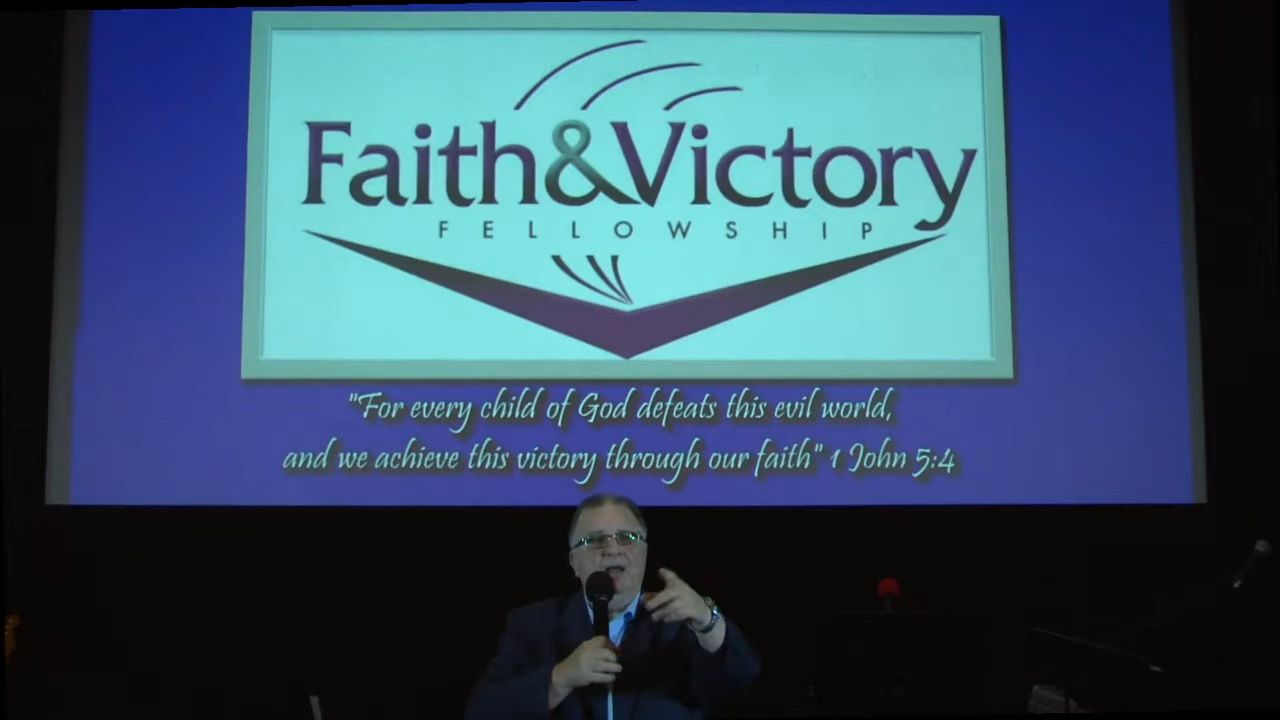 Faith&Victory
FELLOWSHIP
"For every child of God defeats this evil world,
and we achieve this victory through our faith" 1 John 5:4